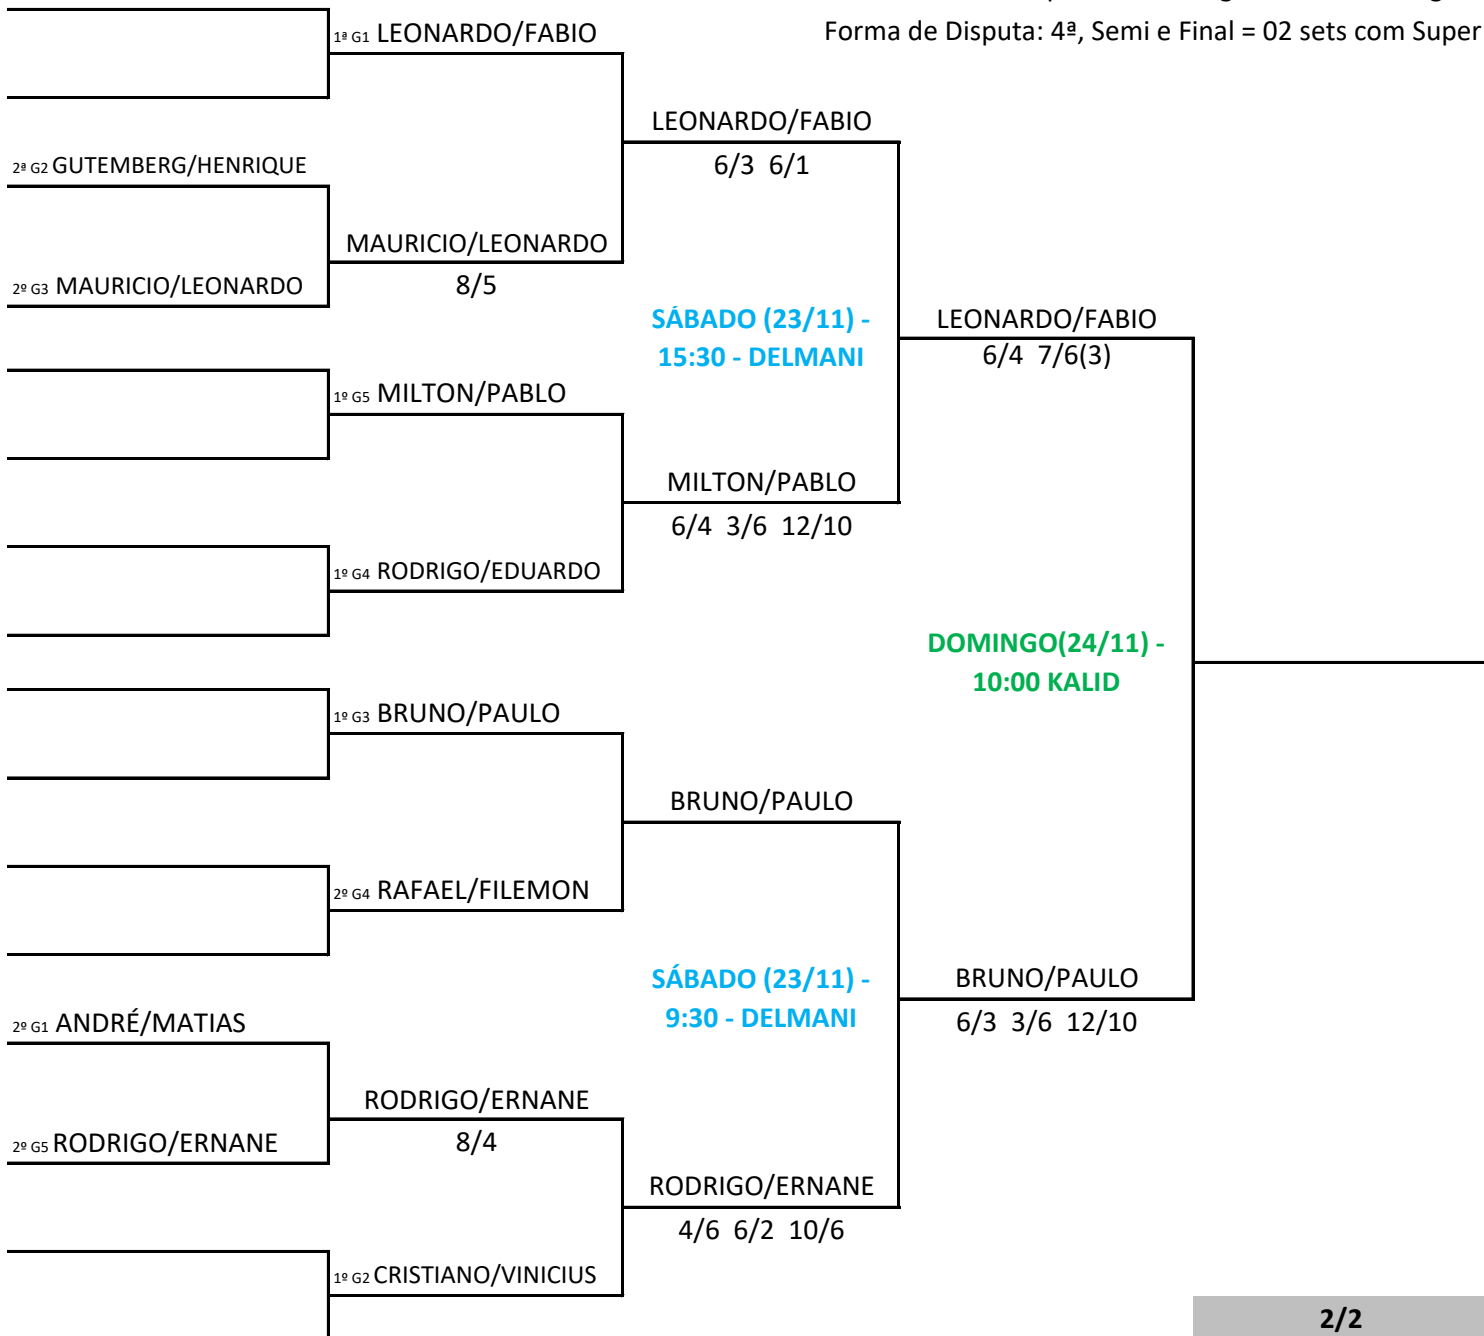 1ª G1 LEONARDO/FABIO
Forma de Disputa: 4ª, Semi e Final = 02 sets com Super
LEONARDO/FABIO
6/3 6/1
2ª G2 GUTEMBERG/HENRIQUE
MAURICIO/LEONARDO
8/5
2º G3 MAURICIO/LEONARDO
SÁBADO (23/11) -
15:30 - DELMANI
LEONARDO/FABIO
6/4 7/6(3)
1º G5 MILTON/PABLO
MILTON/PABLO
6/4 3/6 12/10
1º G4 RODRIGO/EDUARDO
DOMINGO(24/11) -
10:00 KALID
1º G3 BRUNO/PAULO
BRUNO/PAULO
2º G4 RAFAEL/FILEMON
SÁBADO (23/11) -
9:30 - DELMANI
BRUNO/PAULO
6/3 3/6 12/10
2º G1 ANDRÉ/MATIAS
RODRIGO/ERNANE
8/4
2º G5 RODRIGO/ERNANE
RODRIGO/ERNANE
4/6 6/2 10/6
1º G2 CRISTIANO/VINICIUS
2/2